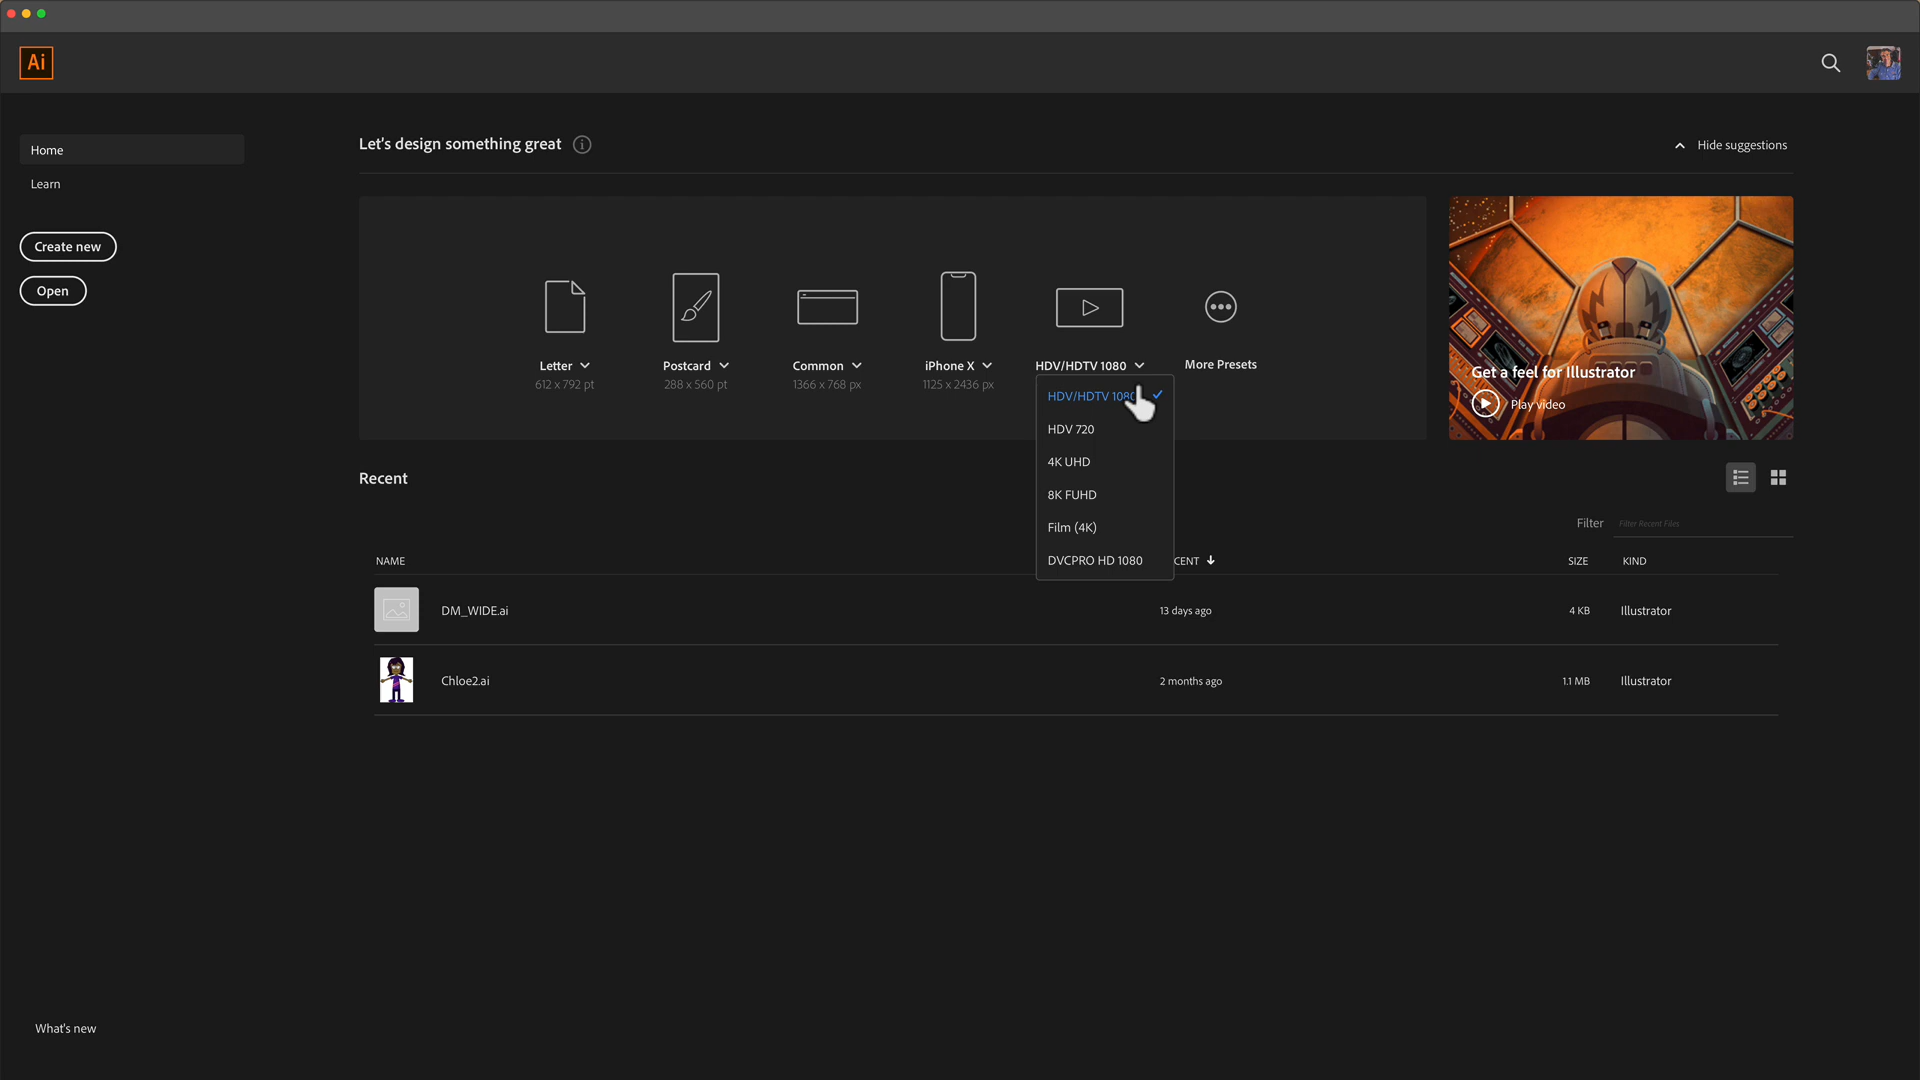 Ai
Home
Learn
Create new
Open
Let's design something great
Hide suggestions
Letter
612 x 792 pt
Postcard
288 x 560 pt
Common
1366 x 768 px
iPhone X
1125 x 2436 px
HDV/HDTV 1080
More Presets
HDV/HDTV 1080
HDV 720
4K UHD
8K FUHD
Film (4K)
DVCPRO HD 1080
Get a feel for Illustrator
Play video
Recent
Filter Filter Recent Files
NAME CENT SIZE KIND
DM_WIDE.ai 13 days ago 4 KB Illustrator
Chloe2.ai 2 months ago 1.1 MB Illustrator
What's new